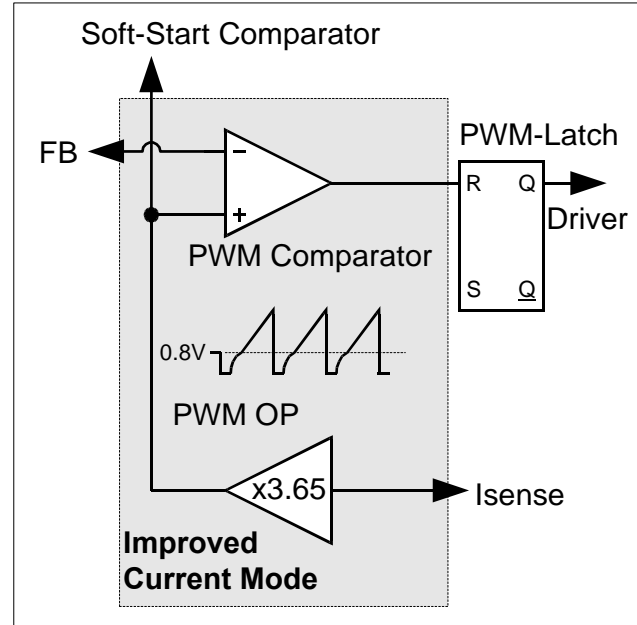 Soft-Start Comparator
FB
PWM-Latch
R Q
Driver
S Q
−
+
PWM Comparator
0.8V
PWM OP
x3.65
Isense
Improved
Current Mode